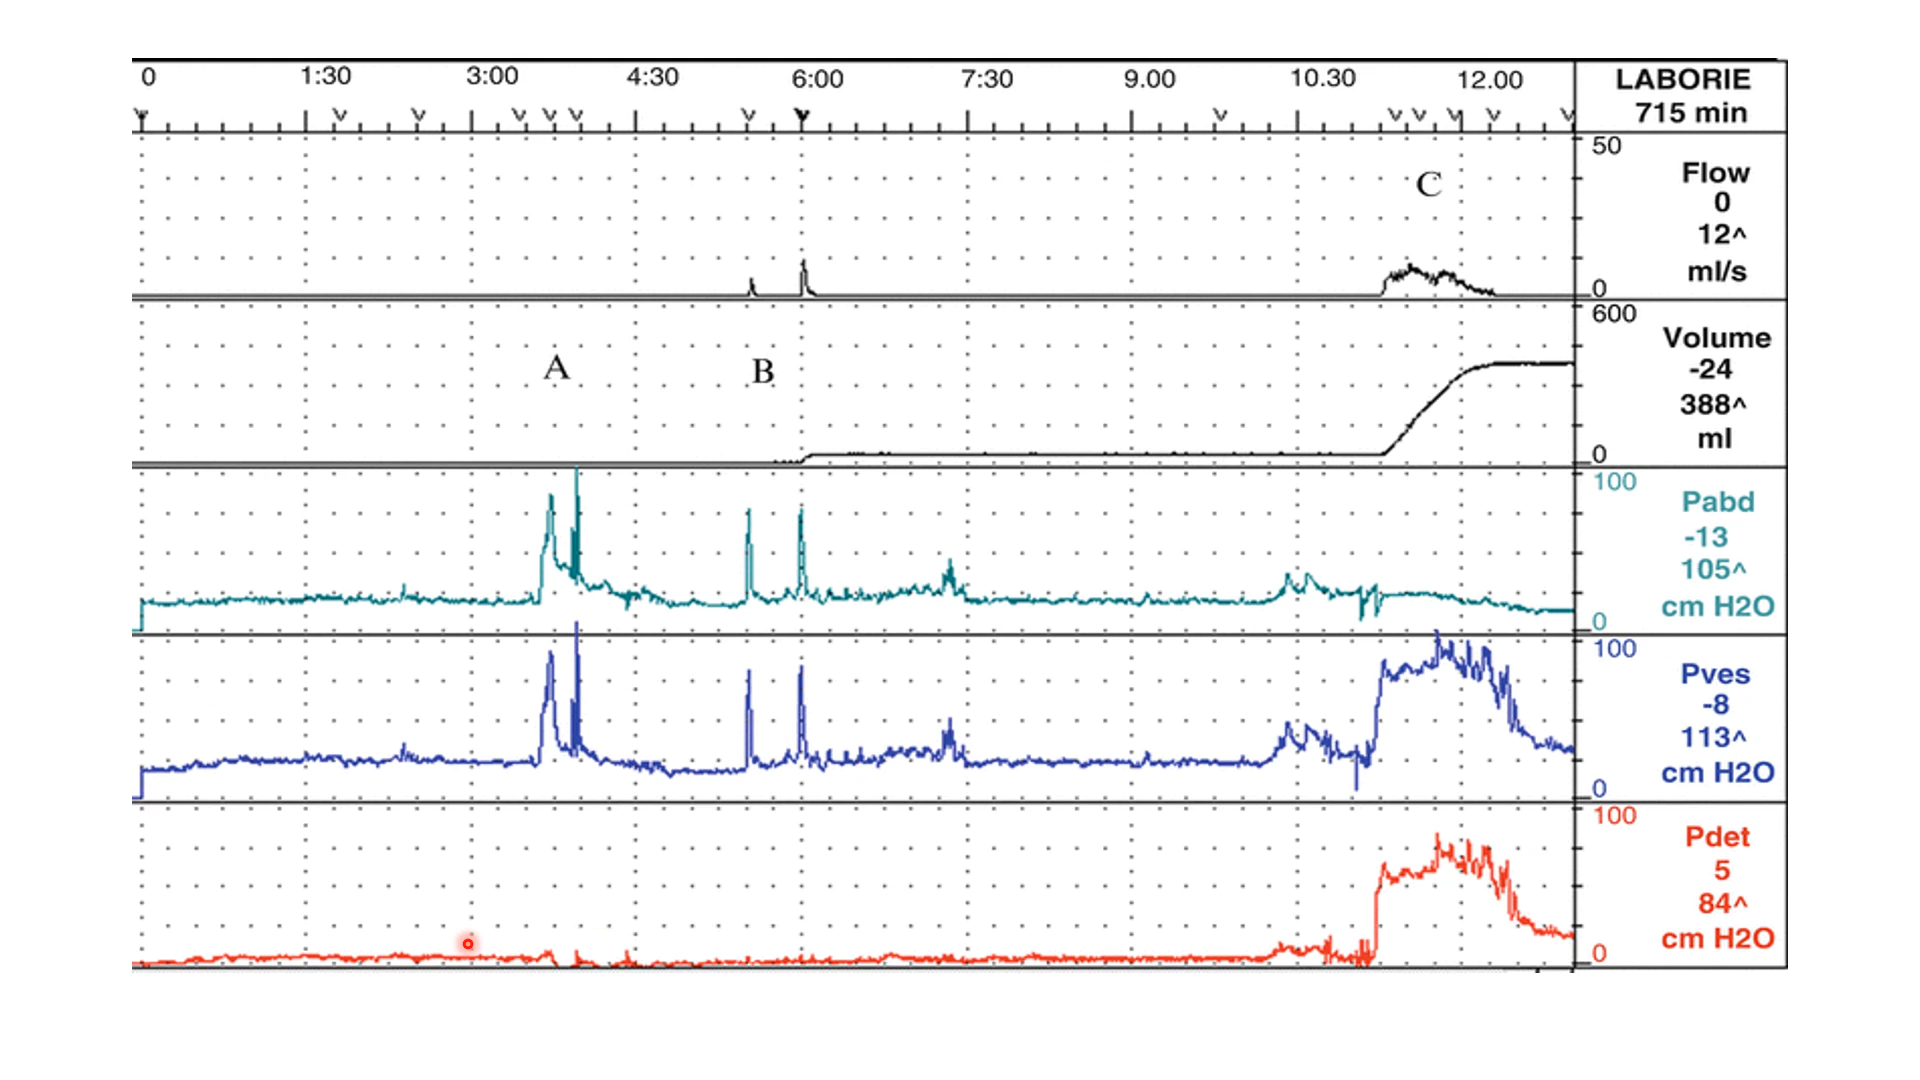 0 1:30 3:00 4:30 6:00 7:30 9.00 10.30 12.00
LABORIE
715 min
50
0
C
Flow
0
12^
ml/s
600
0
A B
Volume
-24
388^
ml
100
0
Pabd
-13
105^
cm H2O
100
0
Pves
-8
113^
cm H2O
100
0
Pdet
5
84^
cm H2O